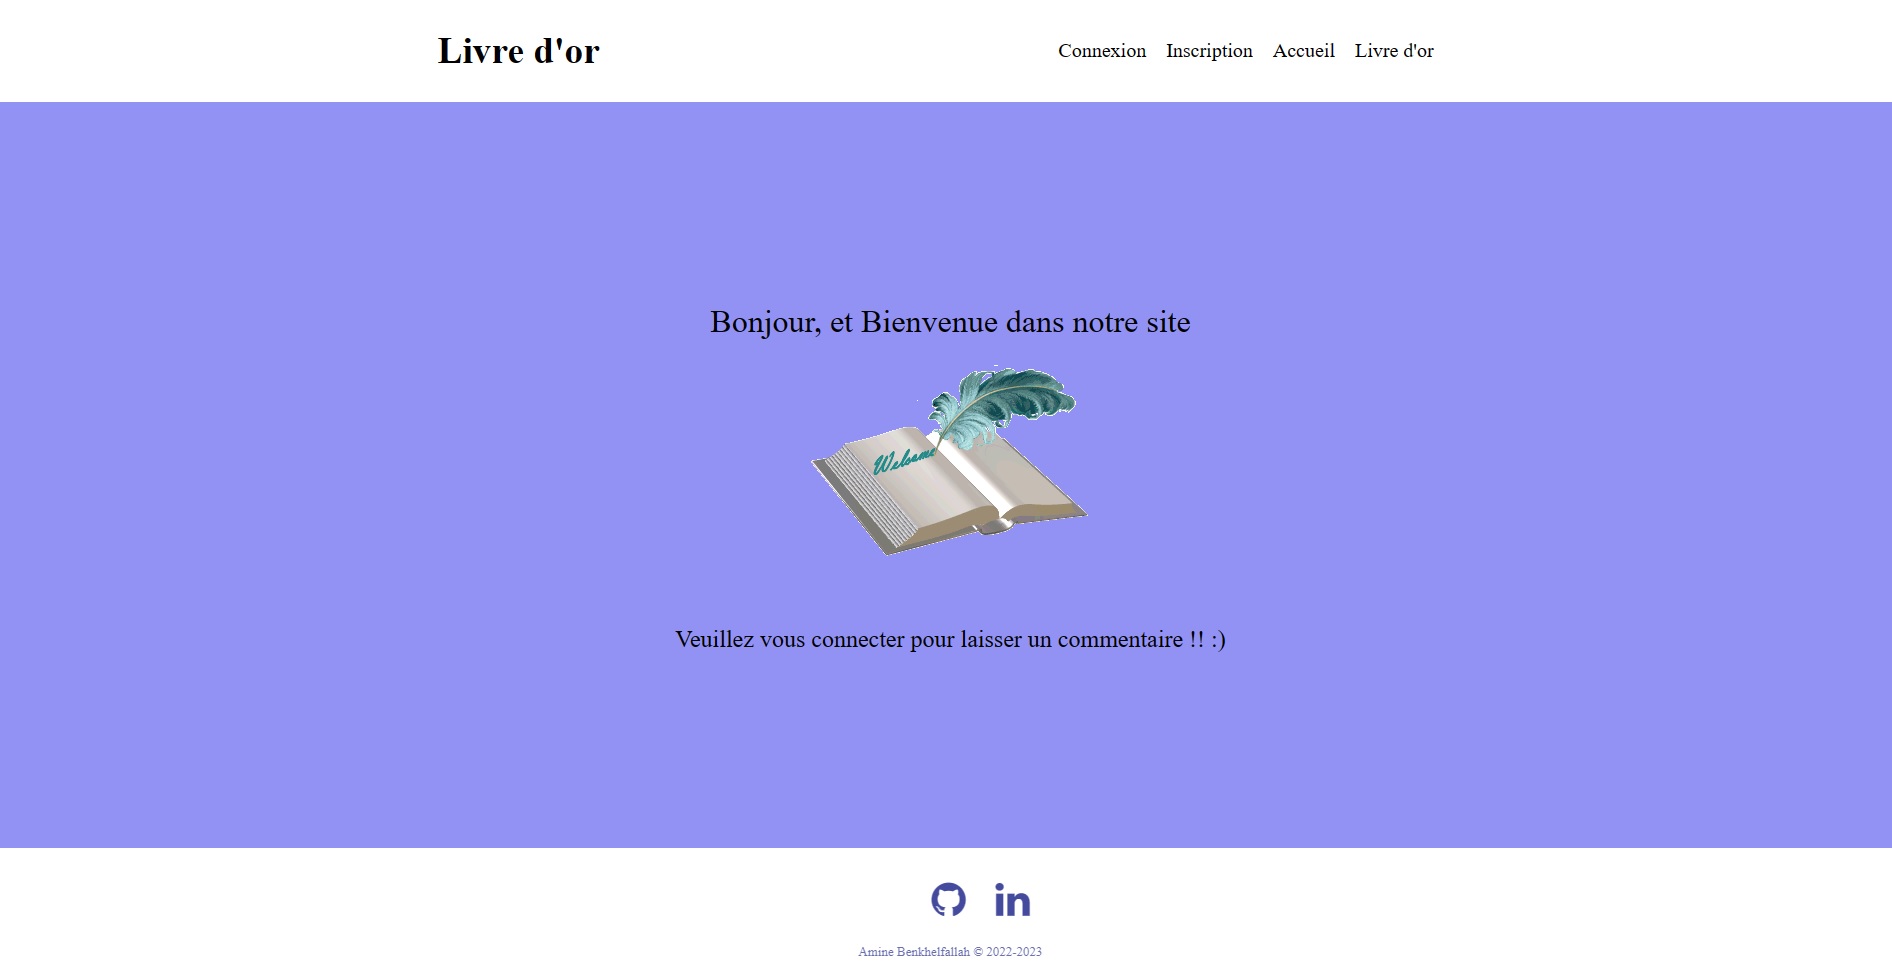 Livre d'or
Connexion Inscription Accueil Livre d'or
Bonjour, et Bienvenue dans notre site
Welcome
Veuillez vous connecter pour laisser un commentaire !! :)
in
Amine Benkhelfallah © 2022-2023